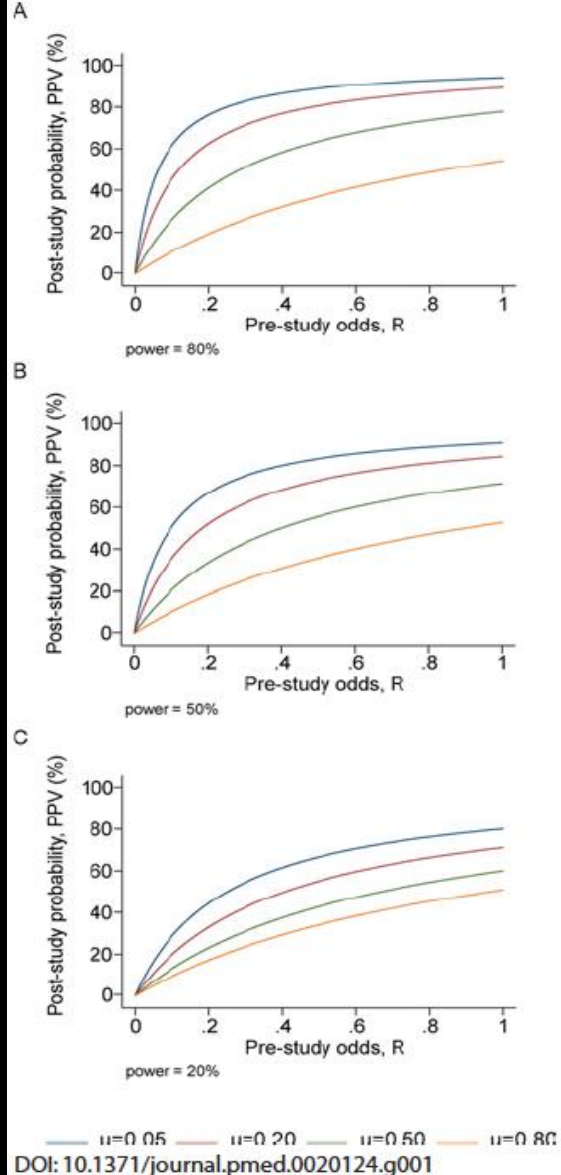 A
Post-study probability, PPV (%)
100
80
60
40
20
0
0 .2 .4 .6 .8 1
Pre-study odds, R
power = 80%
B
Post-study probability, PPV (%)
100
80
60
40
20
0
0 .2 .4 .6 .8 1
Pre-study odds, R
power = 50%
C
Post-study probability, PPV (%)
100
80
60
40
20
0
0 .2 .4 .6 .8 1
Pre-study odds, R
power = 20%
u=0.05 u=0.20 u=0.50 u=0.80
DOI: 10.1371/journal.pmed.0020124.g001